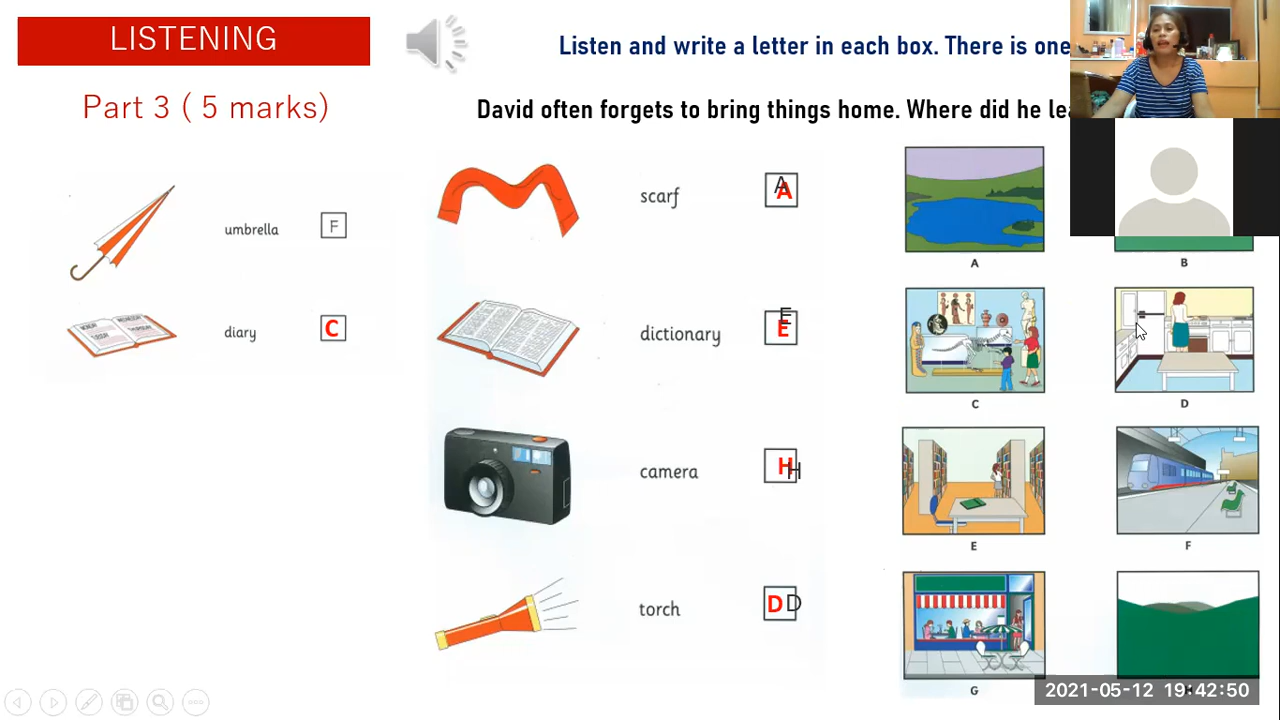 LISTENING
Listen and write a letter in each box. There is one
Part 3 ( 5 marks)
David often forgets to bring things home. Where did he
umbrella F
diary C
scarf A A
dictionary E E
camera H H
torch D D
A
B
C
D
E
F
G
2021-05-12 19:42:50